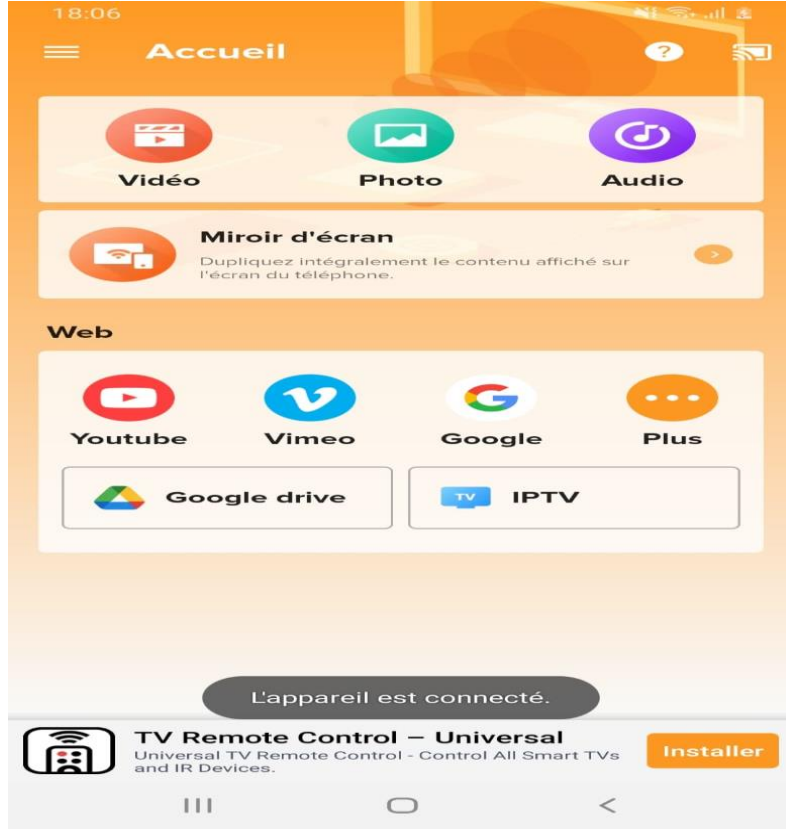 18:06
Accueil
?
Vidéo Photo Audio
Miroir d'écran
Dupliquez intégralement le contenu affiché sur
l'écran du téléphone.
Web
Youtube Vimeo Google Plus
Google drive TV IPTV
L'appareil est connecté.
TV Remote Control – Universal
Universal TV Remote Control - Control All Smart TVs
and IR Devices.
Installer